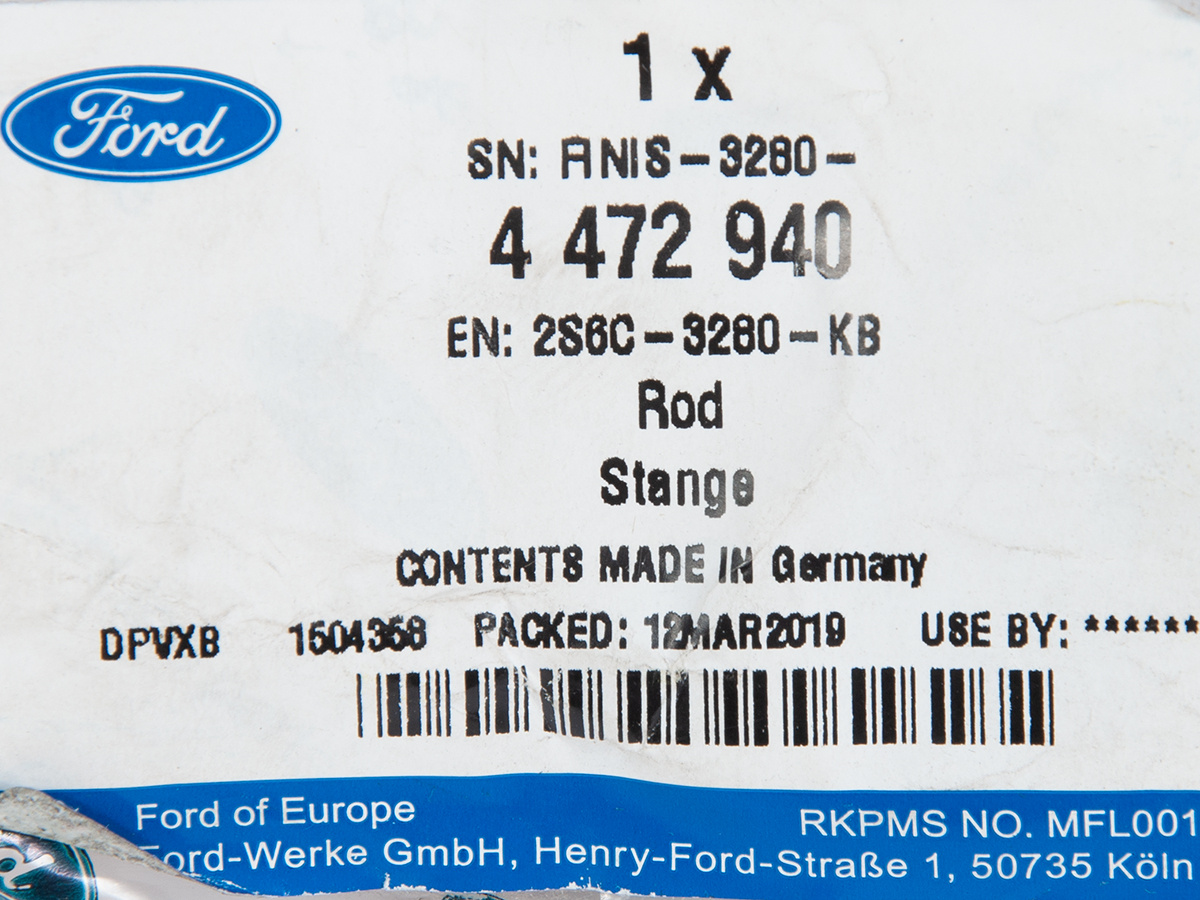 Ford
1 x
SN: FINIS-3280-
4 472 940
EN: 2S6C-3280-KB
Rod
Stange
CONTENTS MADE IN Germany
DPVXB 1504358 PACKED: 12MAR2019 USE BY: ******
Ford of Europe
RKPMS NO. MFL001
Ford-Werke GmbH, Henry-Ford-Straße 1, 50735 Köln